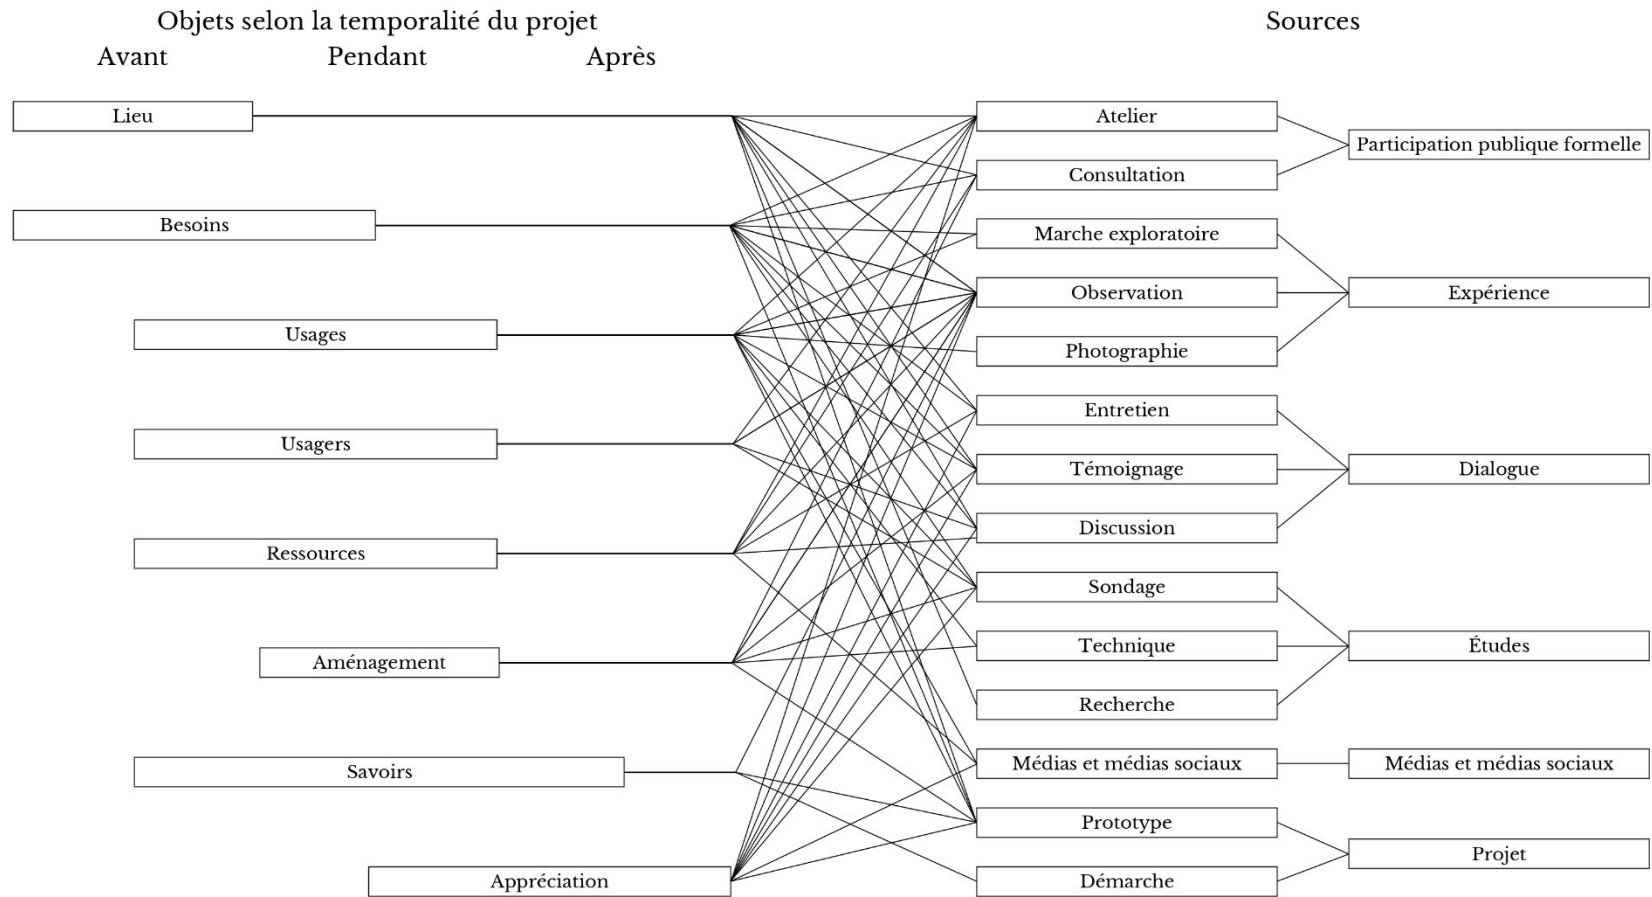 Objets selon la temporalité du projet
Sources
Avant
Pendant
Après
Lieu
Besoins
Usages
Usagers
Ressources
Aménagement
Savoirs
Appréciation
Atelier
Consultation
Marche exploratoire
Observation
Photographie
Entretien
Témoignage
Discussion
Sondage
Technique
Recherche
Médias et médias sociaux
Prototype
Démarche
Participation publique formelle
Expérience
Dialogue
Études
Médias et médias sociaux
Projet